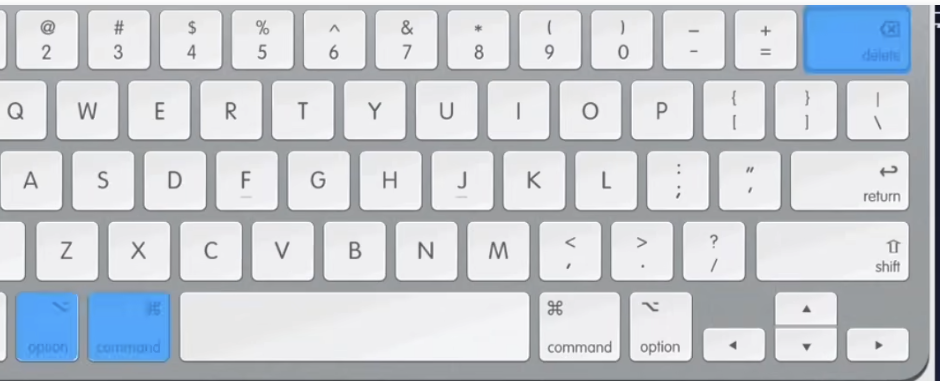 @ # $ % ^ & * ( ) – +
2 3 4 5 6 7 8 9 0 - =
delete
Q W E R T Y U I O P { } |
[ ] \
A S D F G H J K L : "
; '
return
Z X C V B N M < > ?
, . /
shift
⌥ ⌘ ⌘ ⌥
option command command option